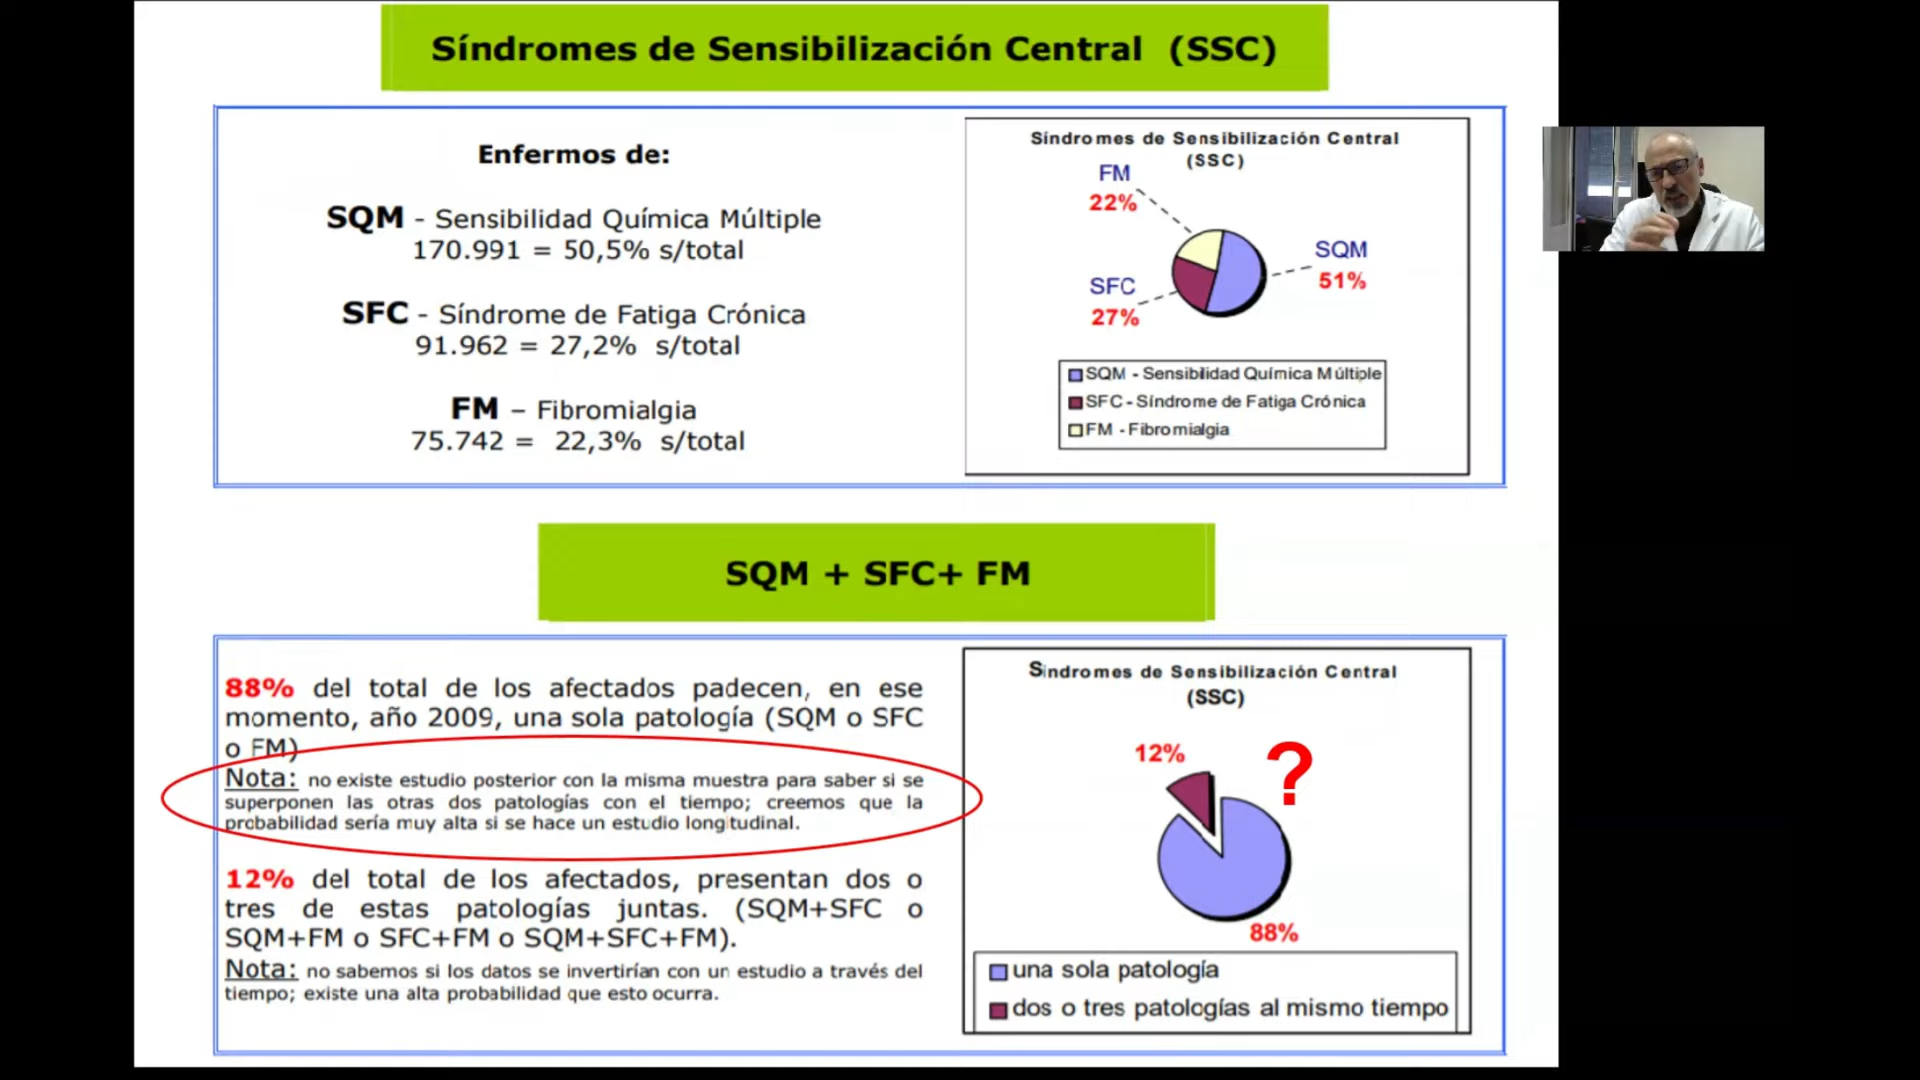 Síndromes de Sensibilización Central (SSC)
Enfermos de:
SQM - Sensibilidad Química Múltiple
170.991 = 50,5% s/total
SFC - Síndrome de Fatiga Crónica
91.962 = 27,2% s/total
FM – Fibromialgia
75.742 = 22,3% s/total
Síndromes de Sensibilización Central
(SSC)
FM
22%
SQM
51%
SFC
27%
SQM - Sensibilidad Química Múltiple
SFC - Síndrome de Fatiga Crónica
FM - Fibromialgia
SQM + SFC+ FM
88% del total de los afectados padecen, en ese
momento, año 2009, una sola patología (SQM o SFC
o FM)
Nota: no existe estudio posterior con la misma muestra para saber si se
superponen las otras dos patologías con el tiempo; creemos que la
probabilidad sería muy alta si se hace un estudio longitudinal.
12% del total de los afectados, presentan dos o
tres de estas patologías juntas. (SQM+SFC o
SQM+FM o SFC+FM o SQM+SFC+FM).
Nota: no sabemos si los datos se invertirían con un estudio a través del
tiempo; existe una alta probabilidad que esto ocurra.
Síndromes de Sensibilización Central
(SSC)
12%
?
88%
una sola patología
dos o tres patologías al mismo tiempo